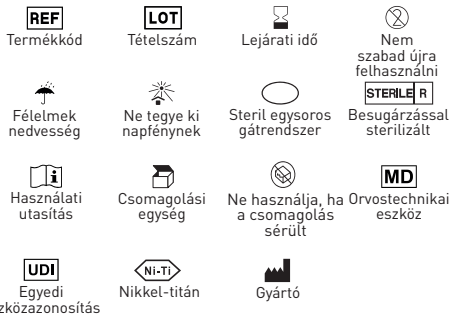 REF
LOT
Termékkód
Tételszám
Lejárati idő
Nem
szabad újra
felhasználni
STERILE R
Félelmek
nedvesség
Ne tegye ki
napfénynek
Steril egysoros
gátrendszer
Besugárzással
sterilizált
i
MD
Használati
utasítás
Csomagolási
egység
Ne használja, ha
a csomagolás
sérült
Orvostechnikai
eszköz
UDI
Ni-Ti
Egyedi
zközazonosítás
Nikkel-titán
Gyártó